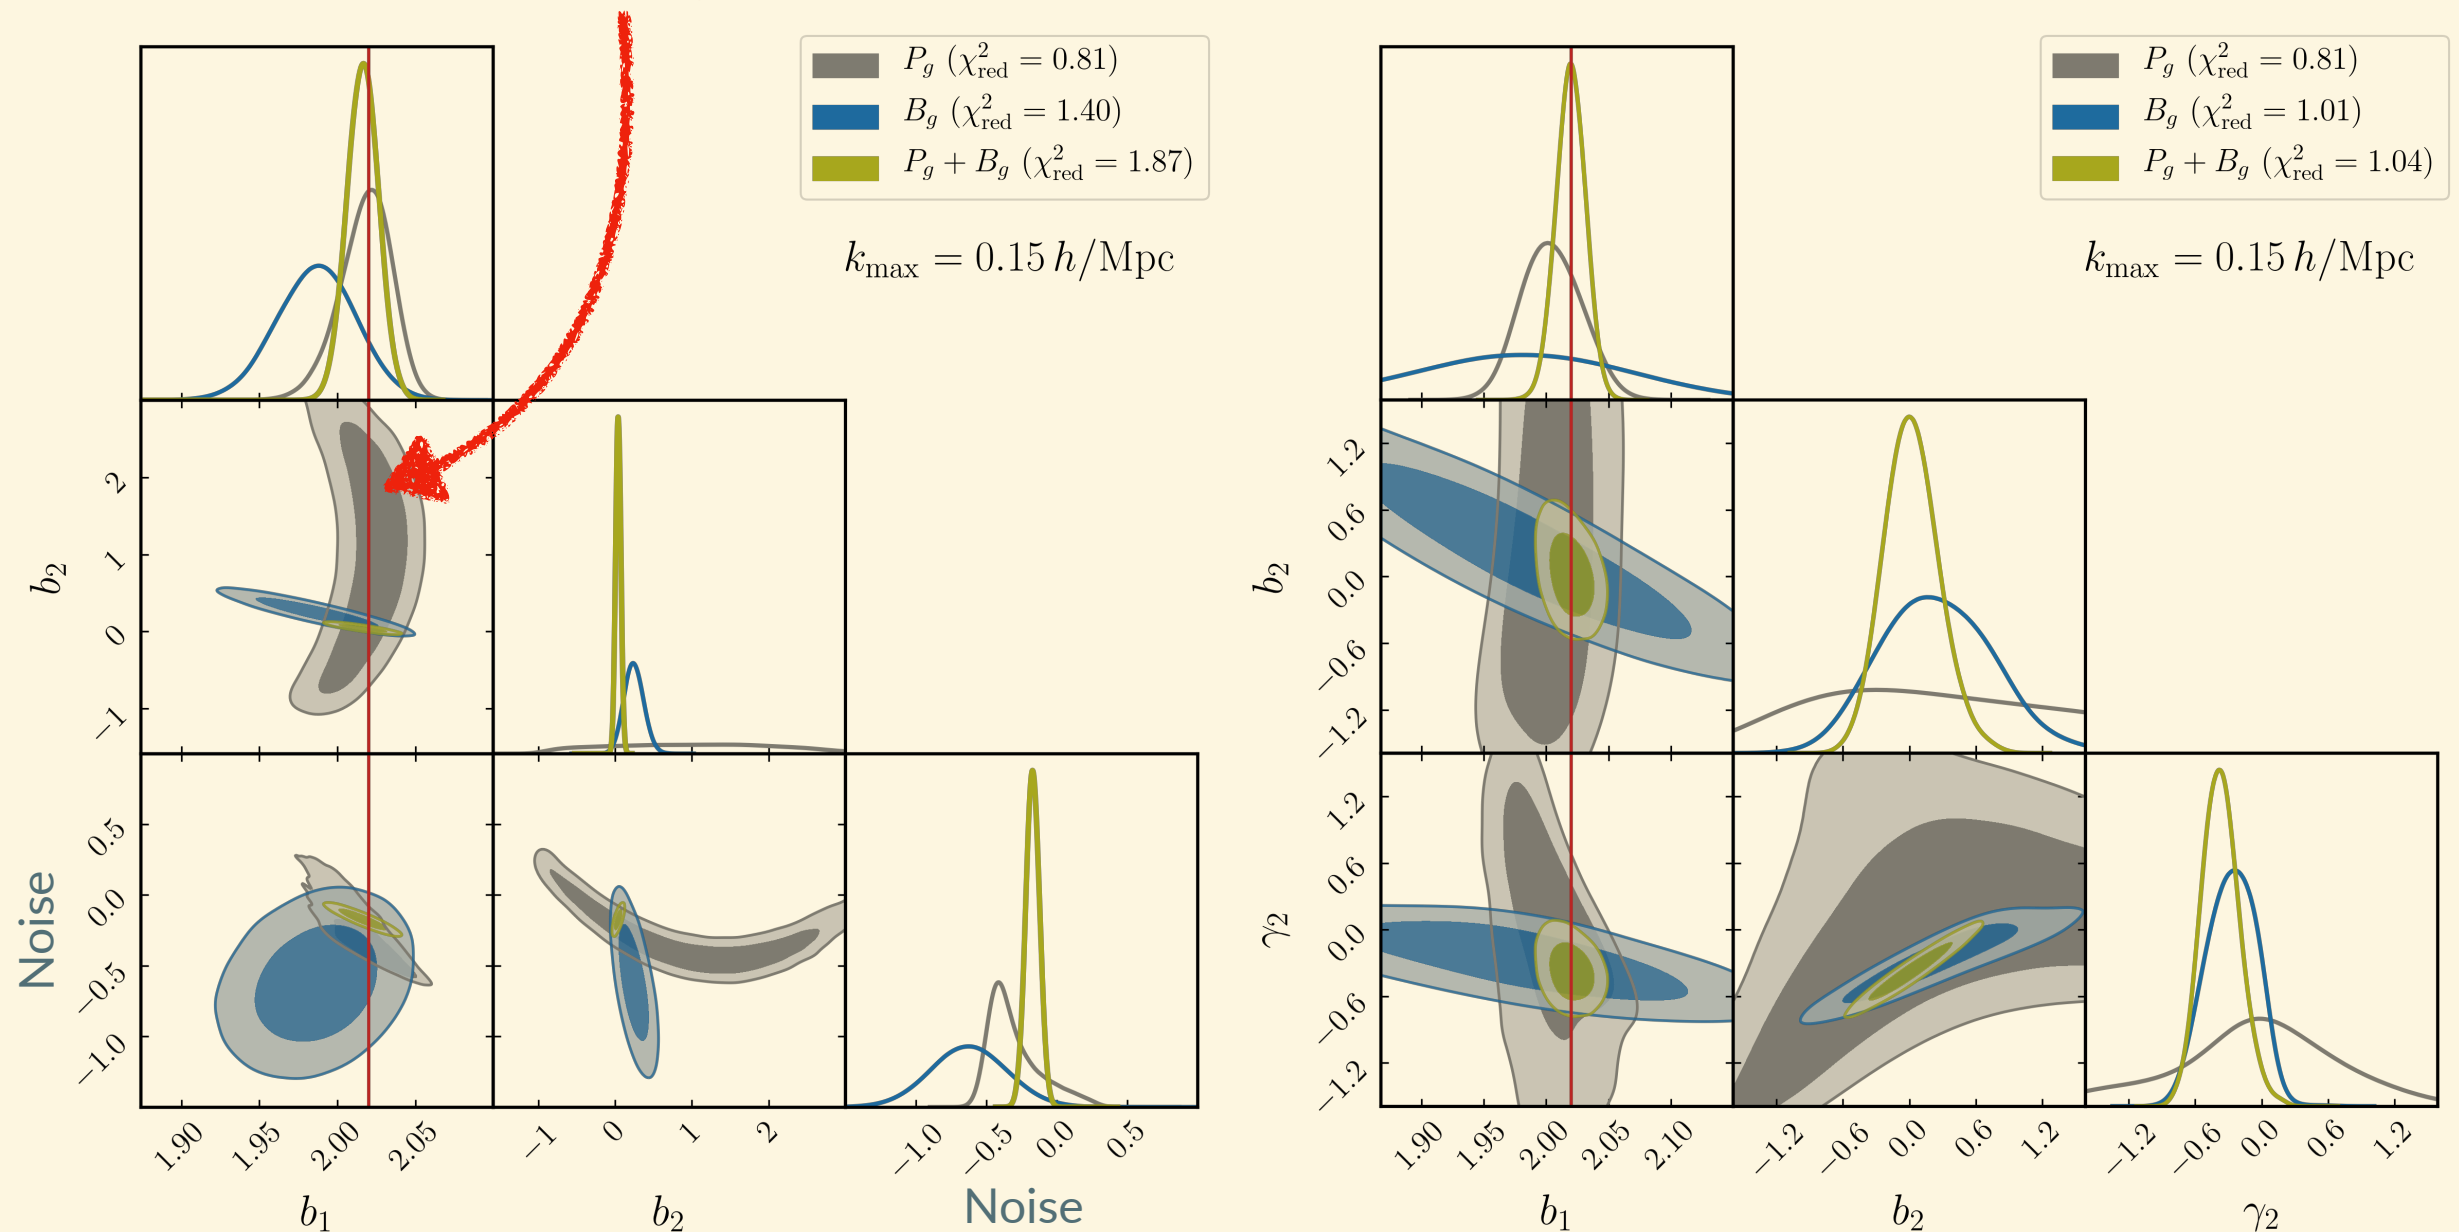 P_g (χ²_red = 0.81)
B_g (χ²_red = 1.40)
P_g + B_g (χ²_red = 1.87)
k_max = 0.15 h/Mpc
b_2
2
1
0
−1
Noise
0.5
0.0
−0.5
−1.0
1.90 1.95 2.00 2.05
−1 0 1 2
−1.0 −0.5 0.0 0.5
b_1
b_2
Noise
P_g (χ²_red = 0.81)
B_g (χ²_red = 1.01)
P_g + B_g (χ²_red = 1.04)
k_max = 0.15 h/Mpc
b_2
1.2
0.6
0.0
−0.6
−1.2
γ_2
1.2
0.6
0.0
−0.6
−1.2
1.90 1.95 2.00 2.05 2.10
−1.2 −0.6 0.0 0.6 1.2
−1.2 −0.6 0.0 0.6 1.2
b_1
b_2
γ_2